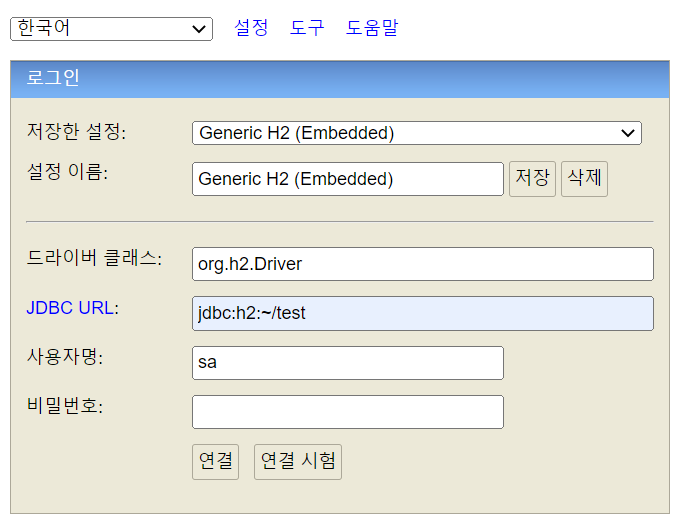 한국어 설정 도구 도움말
로그인
저장한 설정: Generic H2 (Embedded)
설정 이름: Generic H2 (Embedded) 저장 삭제
드라이버 클래스: org.h2.Driver
JDBC URL: jdbc:h2:~/test
사용자명: sa
비밀번호:
연결 연결 시험